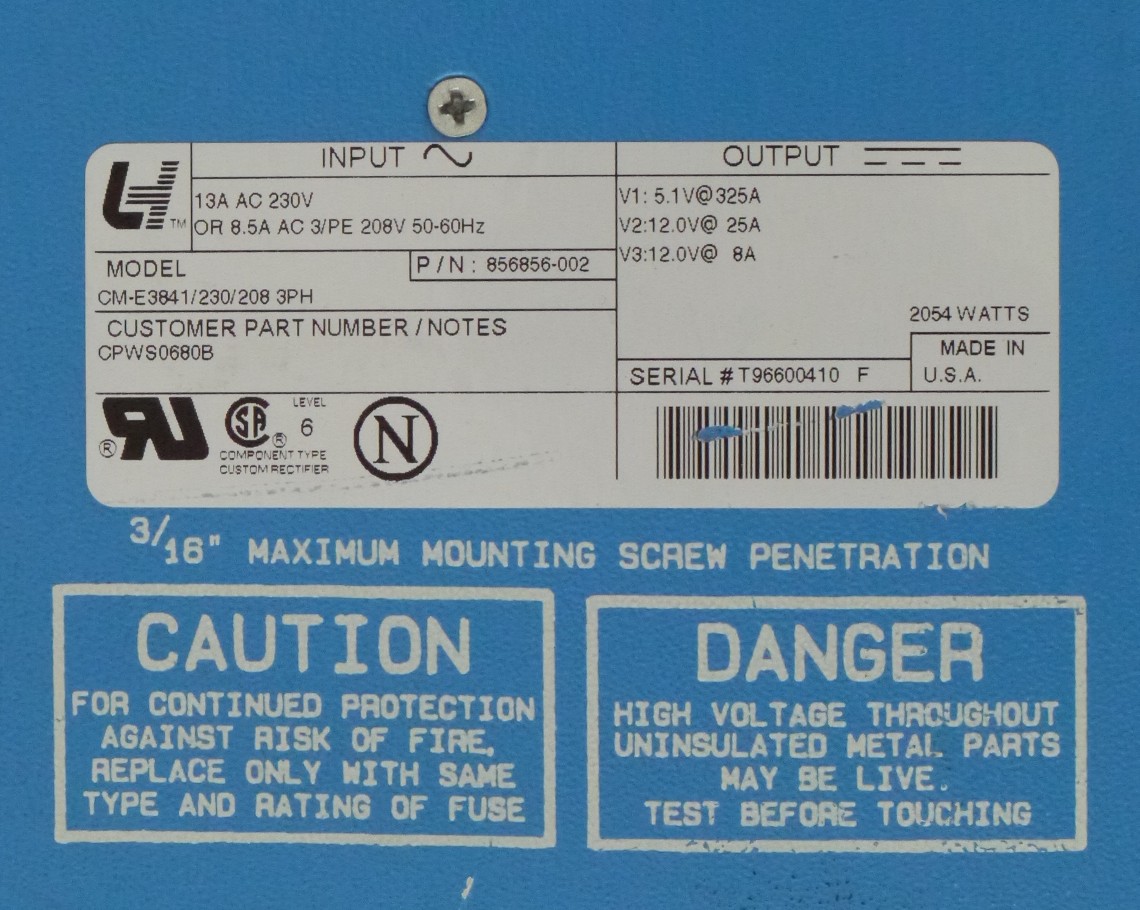 INPUT
OUTPUT
LH ™
13A AC 230V
OR 8.5A AC 3/PE 208V 50-60Hz
V1: 5.1V@325A
V2:12.0V@ 25A
V3:12.0V@ 8A
MODEL
P/N: 856856-002
CM-E3841/230/208 3PH
2054 WATTS
CUSTOMER PART NUMBER / NOTES
CPWS0680B
MADE IN
U.S.A.
SERIAL # T96600410 F
RU ®
SA ®
LEVEL
6
COMPONENT TYPE
CUSTOM RECTIFIER
N
3/16" MAXIMUM MOUNTING SCREW PENETRATION
CAUTION
FOR CONTINUED PROTECTION
AGAINST RISK OF FIRE,
REPLACE ONLY WITH SAME
TYPE AND RATING OF FUSE
DANGER
HIGH VOLTAGE THROUGHOUT
UNINSULATED METAL PARTS
MAY BE LIVE.
TEST BEFORE TOUCHING